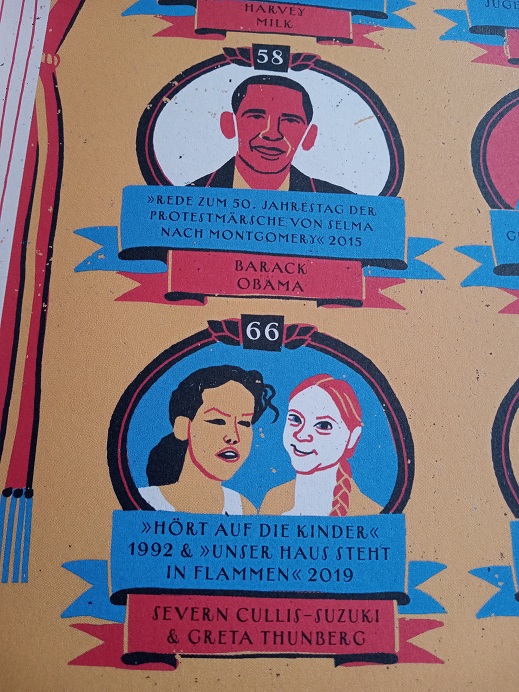 HARVEY
MILK
58
»REDE ZUM 50. JAHRESTAG DER
PROTESTMÄRSCHE VON SELMA
NACH MONTGOMERY« 2015
BARACK
OBAMA
66
»HÖRT AUF DIE KINDER«
1992 & »UNSER HAUS STEHT
IN FLAMMEN« 2019
SEVERN CULLIS-SUZUKI
& GRETA THUNBERG